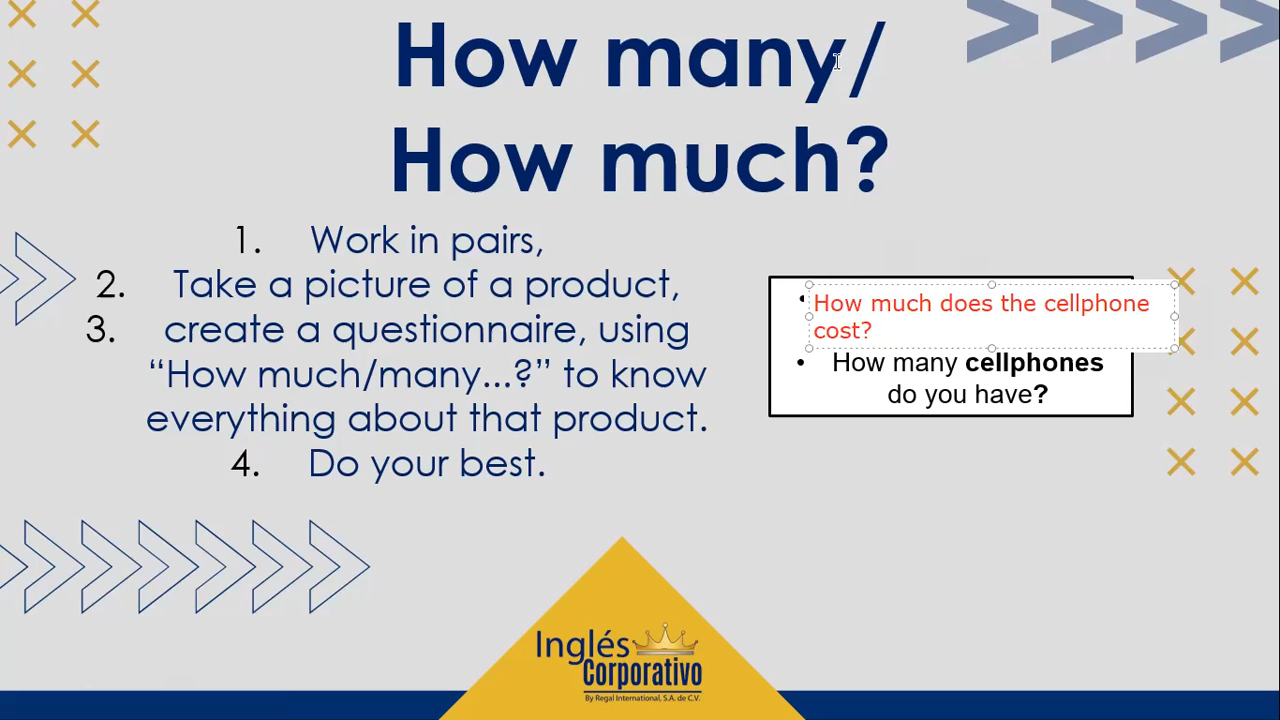 How many/
How much?
1. Work in pairs,
2. Take a picture of a product,
3. create a questionnaire, using
“How much/many...?” to know
everything about that product.
4. Do your best.
• How much does the cellphone
cost?
• How many cellphones
do you have?
Inglés
Corporativo
By Regal International, S.A. de C.V.